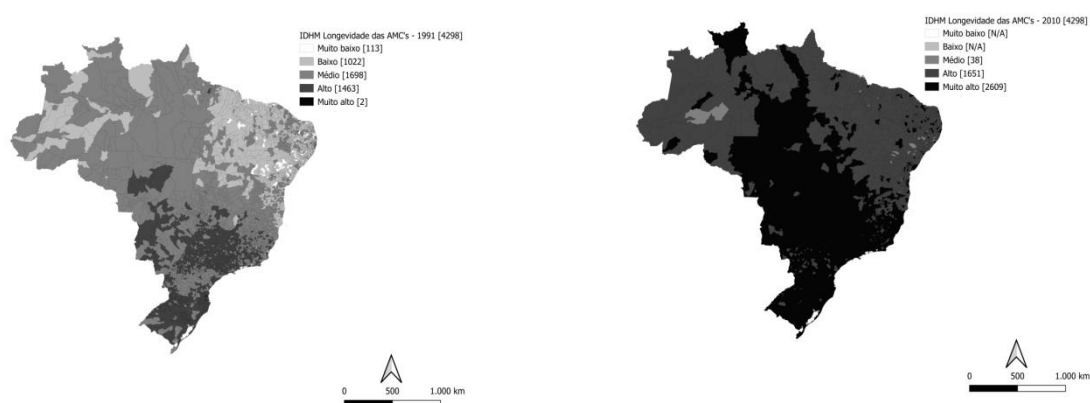 IDHM Longevidade das AMC's - 1991 [4298]
Muito baixo [113]
Baixo [1022]
Médio [1698]
Alto [1463]
Muito alto [2]
0 500 1.000 km
IDHM Longevidade das AMC's - 2010 [4298]
Muito baixo [N/A]
Baixo [N/A]
Médio [38]
Alto [1651]
Muito alto [2609]
0 500 1.000 km